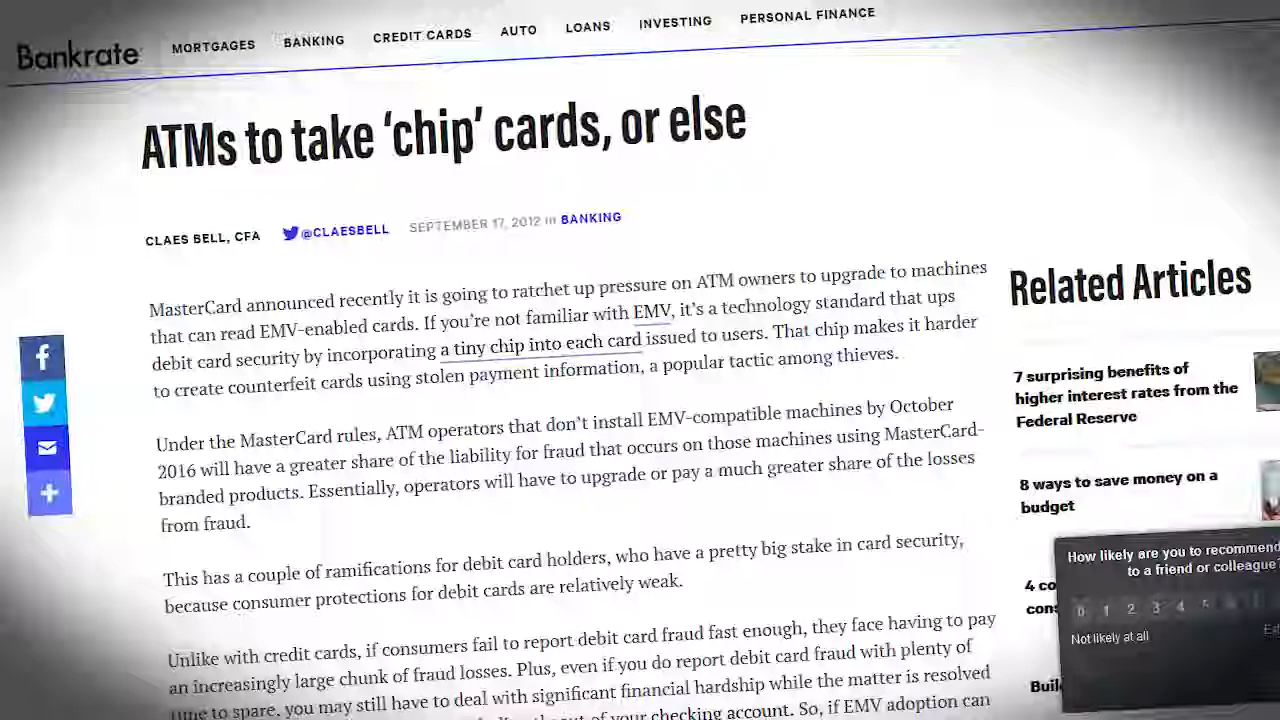 Bankrate
MORTGAGES BANKING CREDIT CARDS AUTO LOANS INVESTING PERSONAL FINANCE
ATMs to take ‘chip’ cards, or else
CLAES BELL, CFA @CLAESBELL SEPTEMBER 17, 2012 in BANKING
MasterCard announced recently it is going to ratchet up pressure on ATM owners to upgrade to machines
that can read EMV-enabled cards. If you’re not familiar with EMV, it’s a technology standard that ups
debit card security by incorporating a tiny chip into each card issued to users. That chip makes it harder
to create counterfeit cards using stolen payment information, a popular tactic among thieves.
Under the MasterCard rules, ATM operators that don’t install EMV-compatible machines by October
2016 will have a greater share of the liability for fraud that occurs on those machines using MasterCard-
branded products. Essentially, operators will have to upgrade or pay a much greater share of the losses
from fraud.
This has a couple of ramifications for debit card holders, who have a pretty big stake in card security,
because consumer protections for debit cards are relatively weak.
Unlike with credit cards, if consumers fail to report debit card fraud fast enough, they face having to pay
an increasingly large chunk of fraud losses. Plus, even if you do report debit card fraud with plenty of
time to spare, you may still have to deal with significant financial hardship while the matter is resolved
out of your checking account. So, if EMV adoption can
Related Articles
7 surprising benefits of
higher interest rates from the
Federal Reserve
8 ways to save money on a
budget
4 co
cons
Buil
How likely are you to recommend
to a friend or colleague?
0 1 2 3 4 5 6
Not likely at all